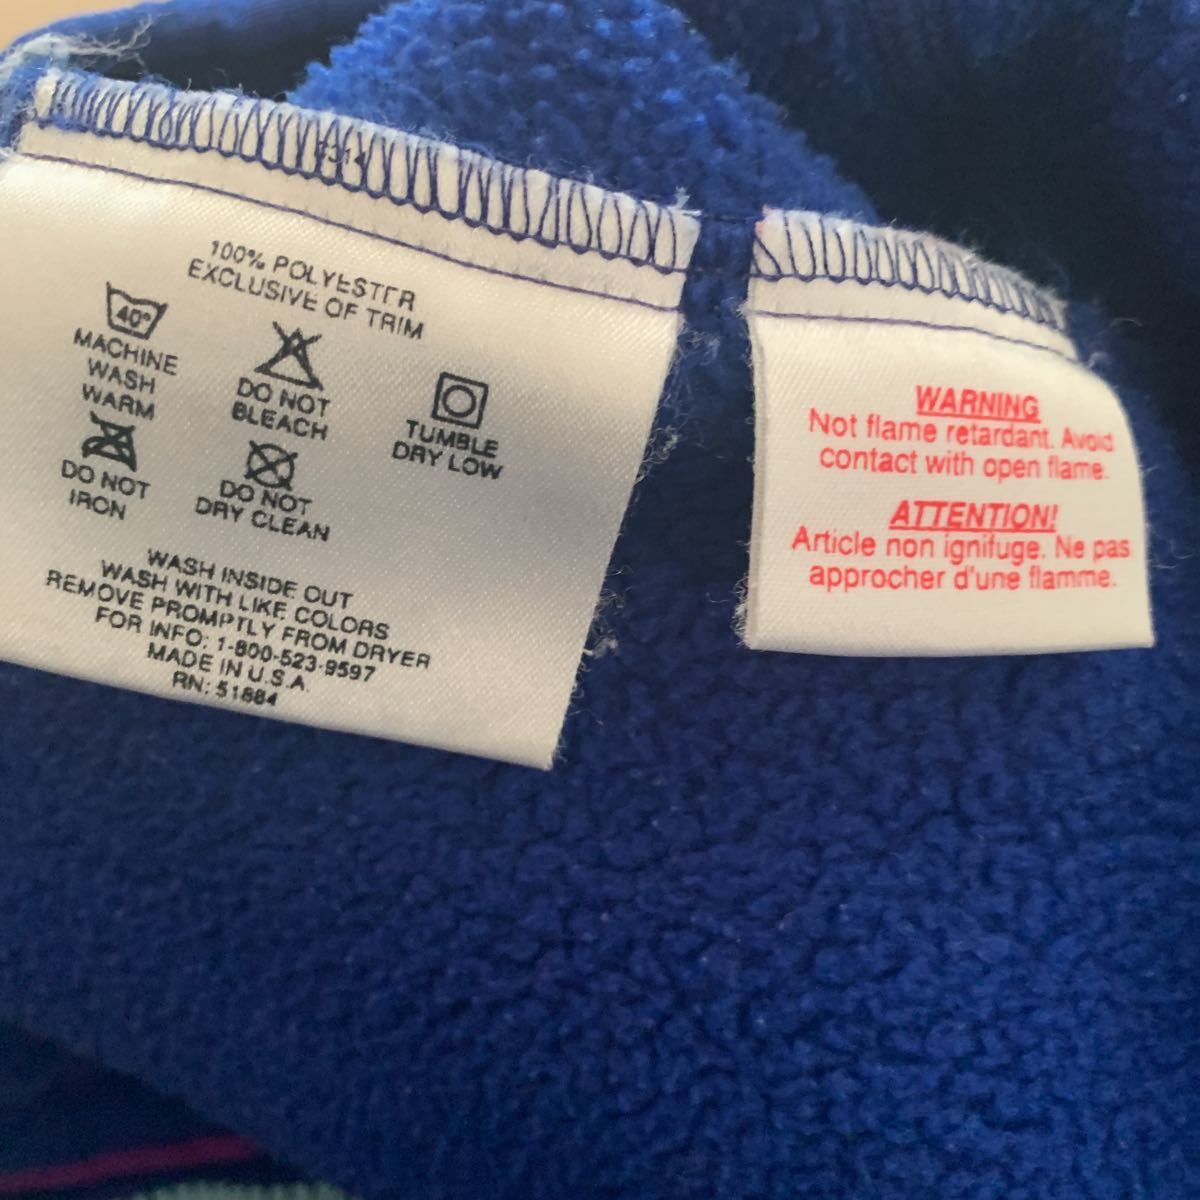 7314
100% POLYESTER
EXCLUSIVE OF TRIM
40°
MACHINE
WASH
WARM
DO NOT
BLEACH
TUMBLE
DRY LOW
DO NOT
IRON
DO NOT
DRY CLEAN
WASH INSIDE OUT
WASH WITH LIKE COLORS
REMOVE PROMPTLY FROM DRYER
FOR INFO: 1-800-523-9597
MADE IN U.S.A.
RN: 51884
WARNING
Not flame retardant. Avoid
contact with open flame.
ATTENTION!
Article non ignifuge. Ne pas
approcher d'une flamme.